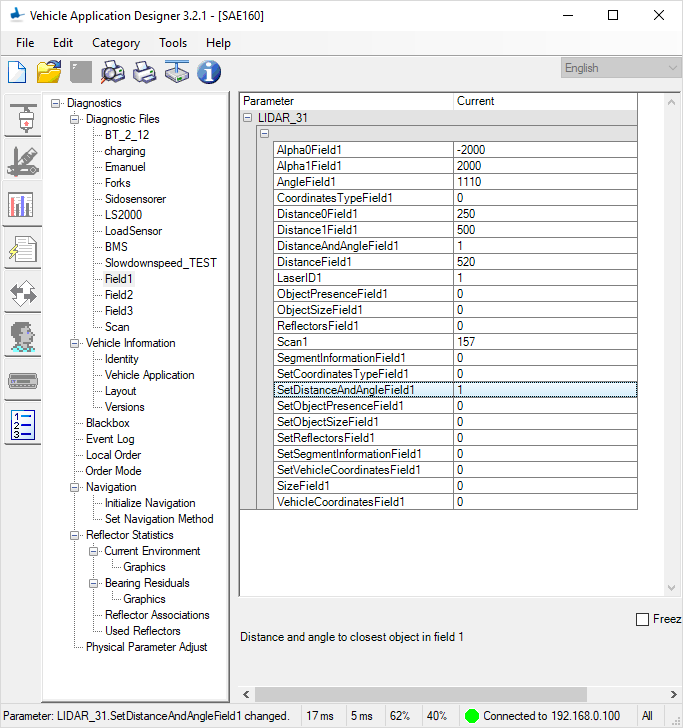 Vehicle Application Designer 3.2.1 - [SAE160]
File Edit Category Tools Help
English
Diagnostics
Diagnostic Files
BT_2_12
charging
Emanuel
Forks
Sidosensorer
LS2000
LoadSensor
BMS
Slowdownspeed_TEST
Field1
Field2
Field3
Scan
Vehicle Information
Identity
Vehicle Application
Layout
Versions
Blackbox
Event Log
Local Order
Order Mode
Navigation
Initialize Navigation
Set Navigation Method
Reflector Statistics
Current Environment
Graphics
Bearing Residuals
Graphics
Reflector Associations
Used Reflectors
Physical Parameter Adjust
1
2
3
Parameter Current
LIDAR_31
Alpha0Field1 -2000
Alpha1Field1 2000
AngleField1 1110
CoordinatesTypeField1 0
Distance0Field1 250
Distance1Field1 500
DistanceAndAngleField1 1
DistanceField1 520
LaserID1 1
ObjectPresenceField1 0
ObjectSizeField1 0
ReflectorsField1 0
Scan1 157
SegmentInformationField1 0
SetCoordinatesTypeField1 0
SetDistanceAndAngleField1 1
SetObjectPresenceField1 0
SetObjectSizeField1 0
SetReflectorsField1 0
SetSegmentInformationField1 0
SetVehicleCoordinatesField1 0
SizeField1 0
VehicleCoordinatesField1 0
Freez
Distance and angle to closest object in field 1
Parameter: LIDAR_31.SetDistanceAndAngleField1 changed. 17 ms 5 ms 62% 40% Connected to 192.168.0.100 All